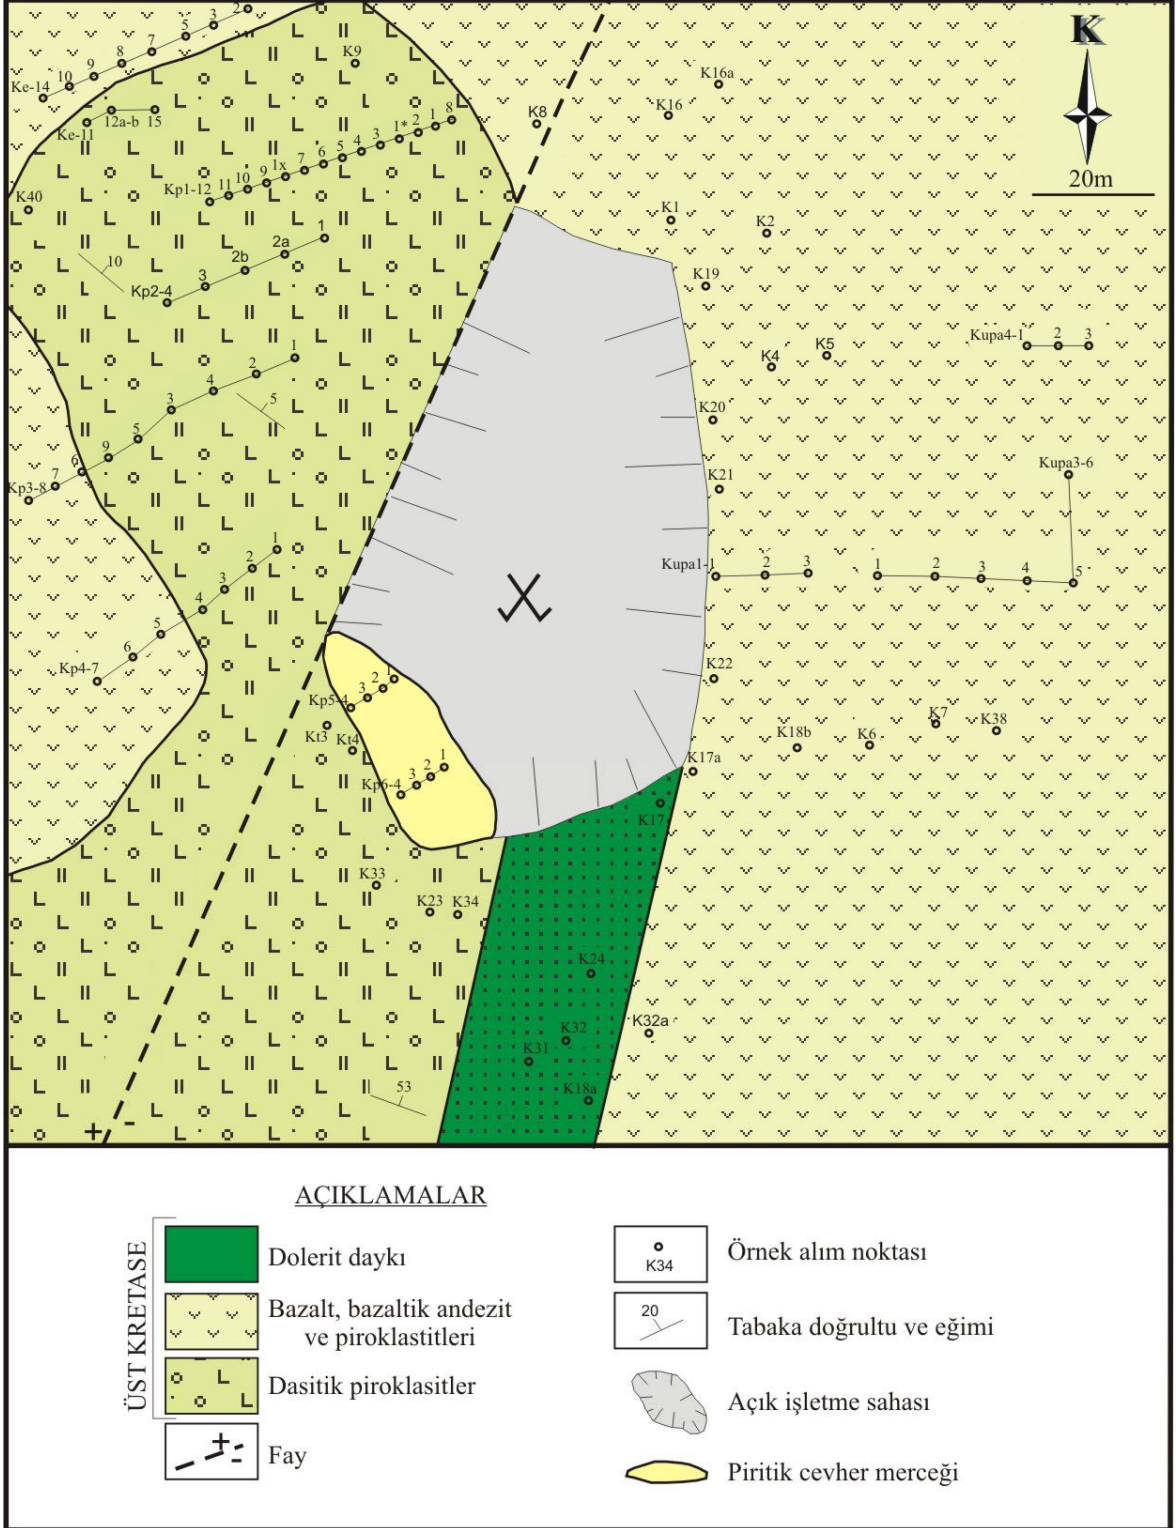 2
3
5
7
8
9
10
Ke-14
K9
12a-b 15
Ke-11
K8
K16a
K16
K
20m
8
1
2
1*
3
4
5
6
7
1x
9
10
11
Kp1-12
K40
K1
K2
1
2a
2b
3
Kp2-4
10
K19
Kupa4-1 2 3
K5
K4
1
2
4
3
5
9
6
7
Kp3-8
5
K20
K21
Kupa3-6
1
2
3
4
5
6
Kp4-7
Kupa1-1 2 3
1 2 3 4 5
K22
1
2
3
Kp5-4
Kt3
Kt4
K7
K38
K18b
K6
K17a
1
2
3
Kp6-4
K17
K33
K23 K34
K24
K32
K32a
K31
K18a
53
+ -
AÇIKLAMALAR
ÜST KRETASE
Dolerit daykı
Bazalt, bazaltik andezit
ve piroklastitleri
Dasitik piroklasitler
+
-
Fay
K34
Örnek alım noktası
20
Tabaka doğrultu ve eğimi
Açık işletme sahası
Piritik cevher merceği